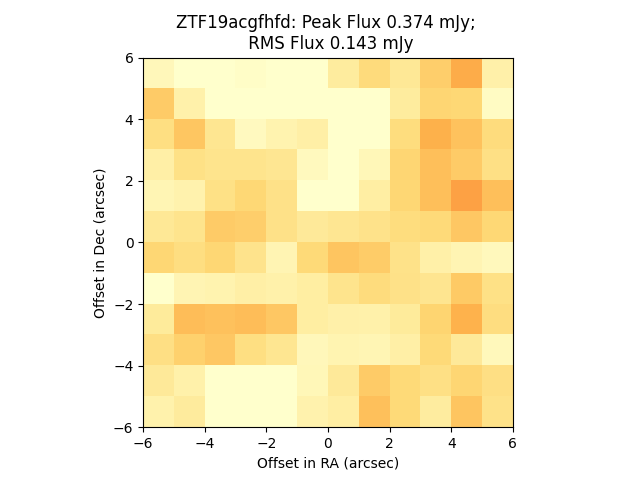 ZTF19acgfhfd: Peak Flux 0.374 mJy;
RMS Flux 0.143 mJy
6
4
2
0
−2
−4
−6
Offset in Dec (arcsec)
−6 −4 −2 0 2 4 6
Offset in RA (arcsec)